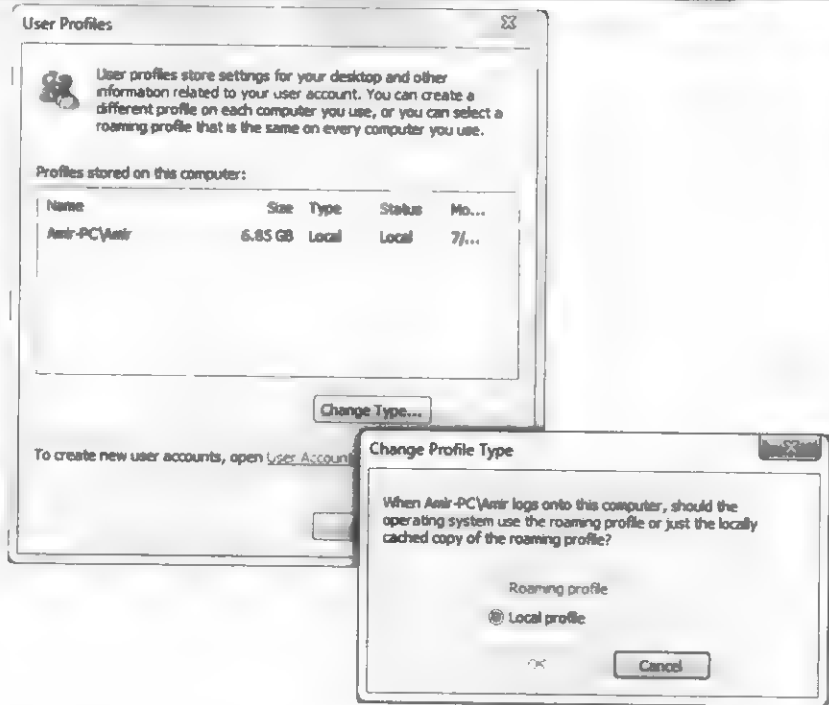 User Profiles
User profiles store settings for your desktop and other
information related to your user account. You can create a
different profile on each computer you use, or you can select a
roaming profile that is the same on every computer you use.
Profiles stored on this computer:
Name Size Type Status Mo...
Amir-PC\Amir 6.85 GB Local Local 7/...
Change Type...
To create new user accounts, open User Accoun
Change Profile Type
When Amir-PC\Amir logs onto this computer, should the
operating system use the roaming profile or just the locally
cached copy of the roaming profile?
Roaming profile
Local profile
OK Cancel